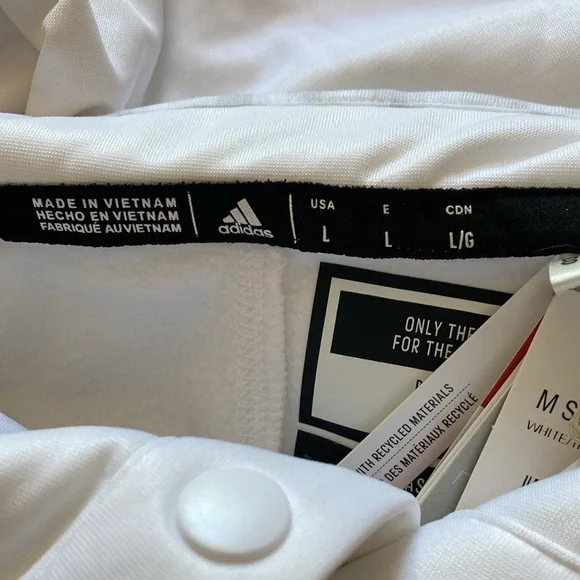 MADE IN VIETNAM
HECHO EN VIETNAM
FABRIQUÉ AU VIETNAM
adidas
USA E CDN
L L L/G
ONLY THE
FOR THE
WITH RECYCLED MATERIALS
DES MATÉRIAUX RECYCLÉ
M S
WHITE/